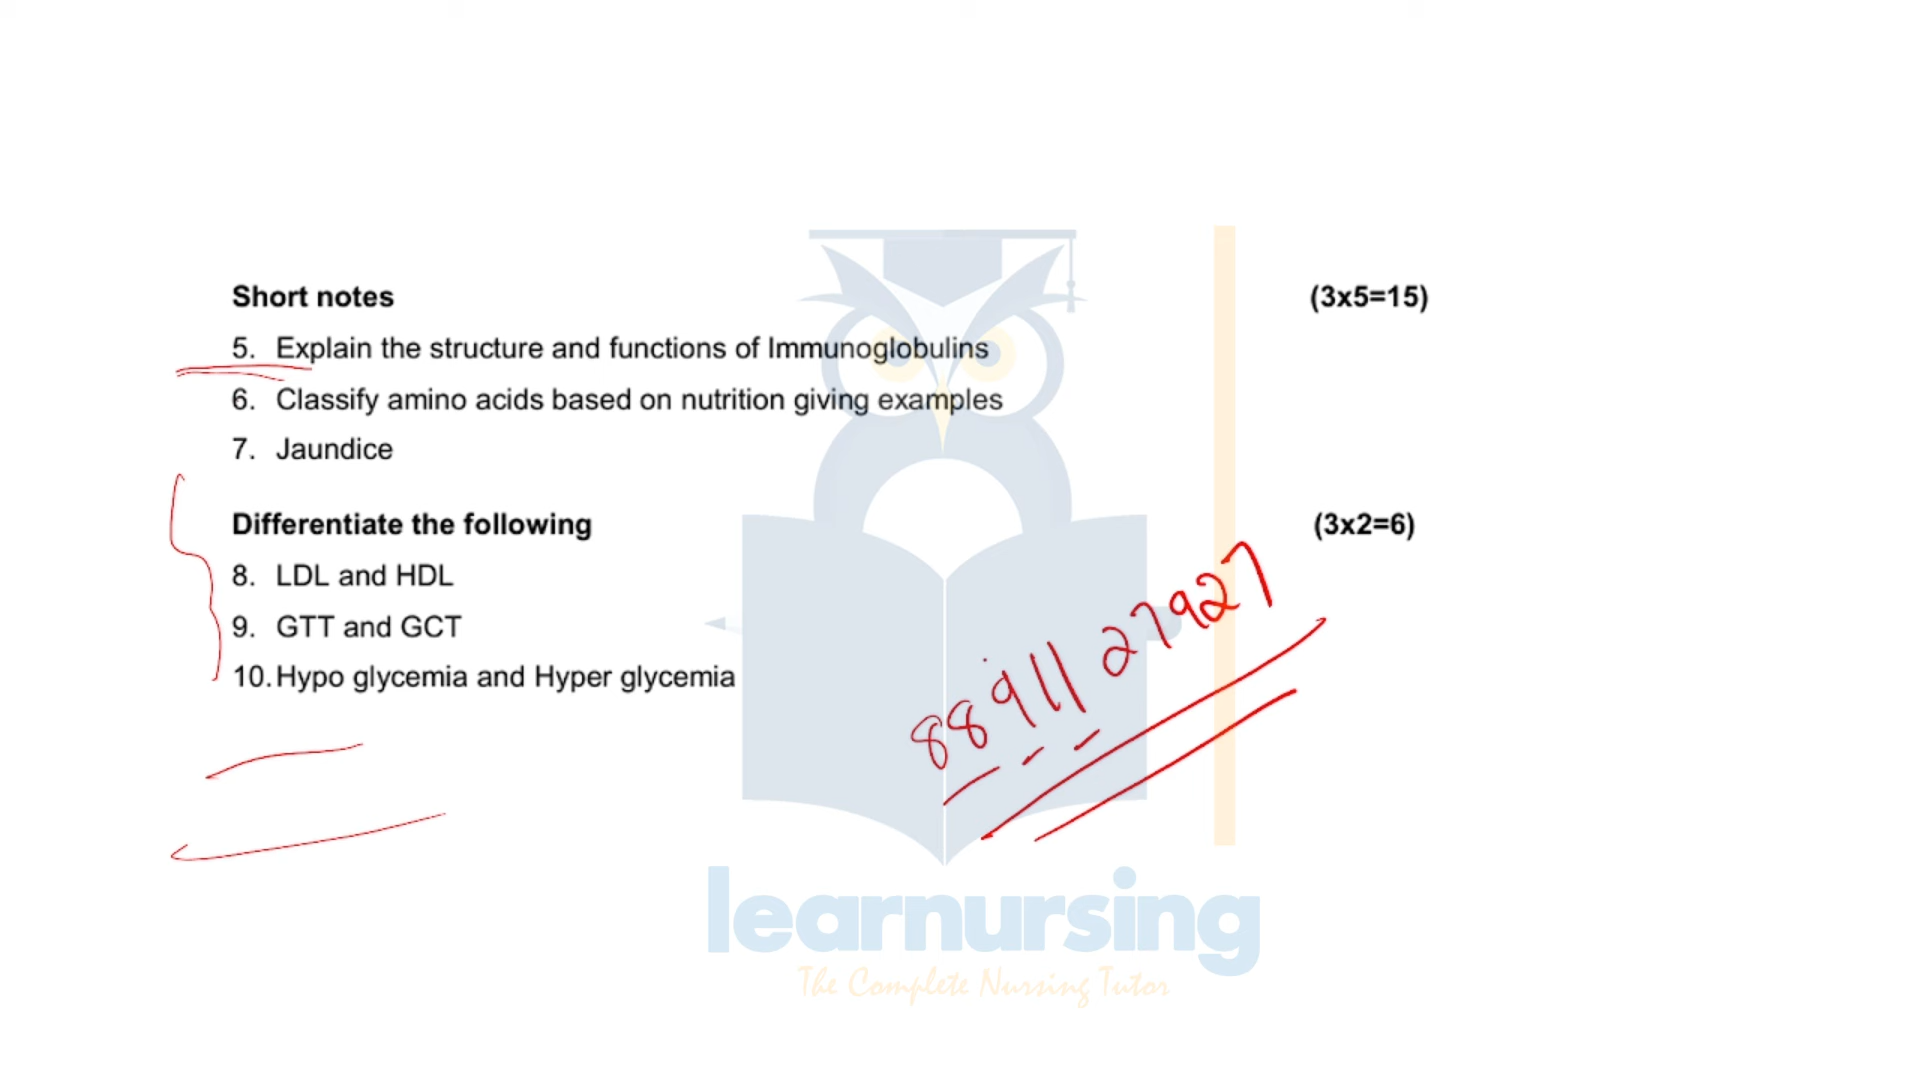 Short notes (3x5=15)
5. Explain the structure and functions of Immunoglobulins
6. Classify amino acids based on nutrition giving examples
7. Jaundice
Differentiate the following (3x2=6)
8. LDL and HDL
9. GTT and GCT
10. Hypo glycemia and Hyper glycemia
8891127927
learnursing
The Complete Nursing Tutor